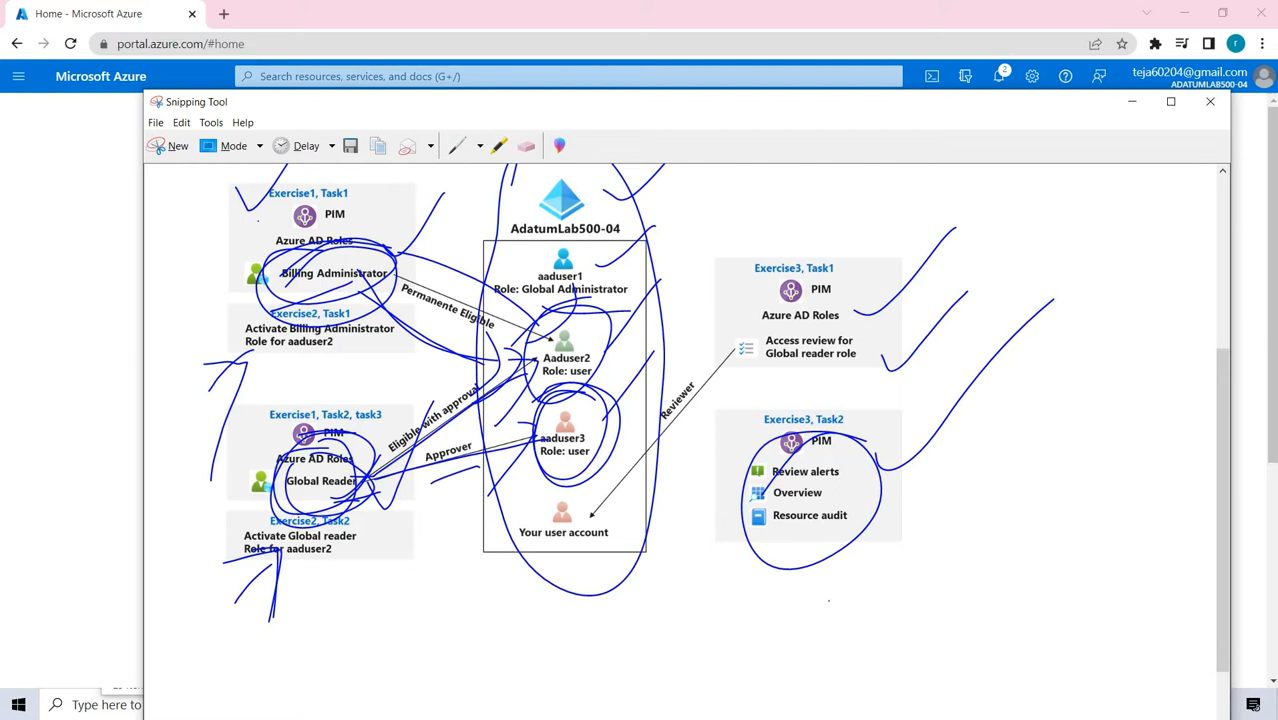 Home - Microsoft Azure
portal.azure.com/#home
r
Microsoft Azure
Search resources, services, and docs (G+/)
2
teja60204@gmail.com
ADATUMLAB500-04
Snipping Tool
File Edit Tools Help
New Mode Delay
Exercise1, Task1
PIM
Azure AD Roles
Billing Administrator
Exercise2, Task1
Activate Billing Administrator
Role for aaduser2
Exercise1, Task2, task3
PIM
Azure AD Roles
Global Reader
Exercise2, Task2
Activate Global reader
Role for aaduser2
Permanente Eligible
Eligible with approval
Approver
AdatumLab500-04
aaduser1
Role: Global Administrator
Aaduser2
Role: user
aaduser3
Role: user
Your user account
Reviewer
Exercise3, Task1
PIM
Azure AD Roles
Access review for
Global reader role
Exercise3, Task2
PIM
Review alerts
Overview
Resource audit
Type here to